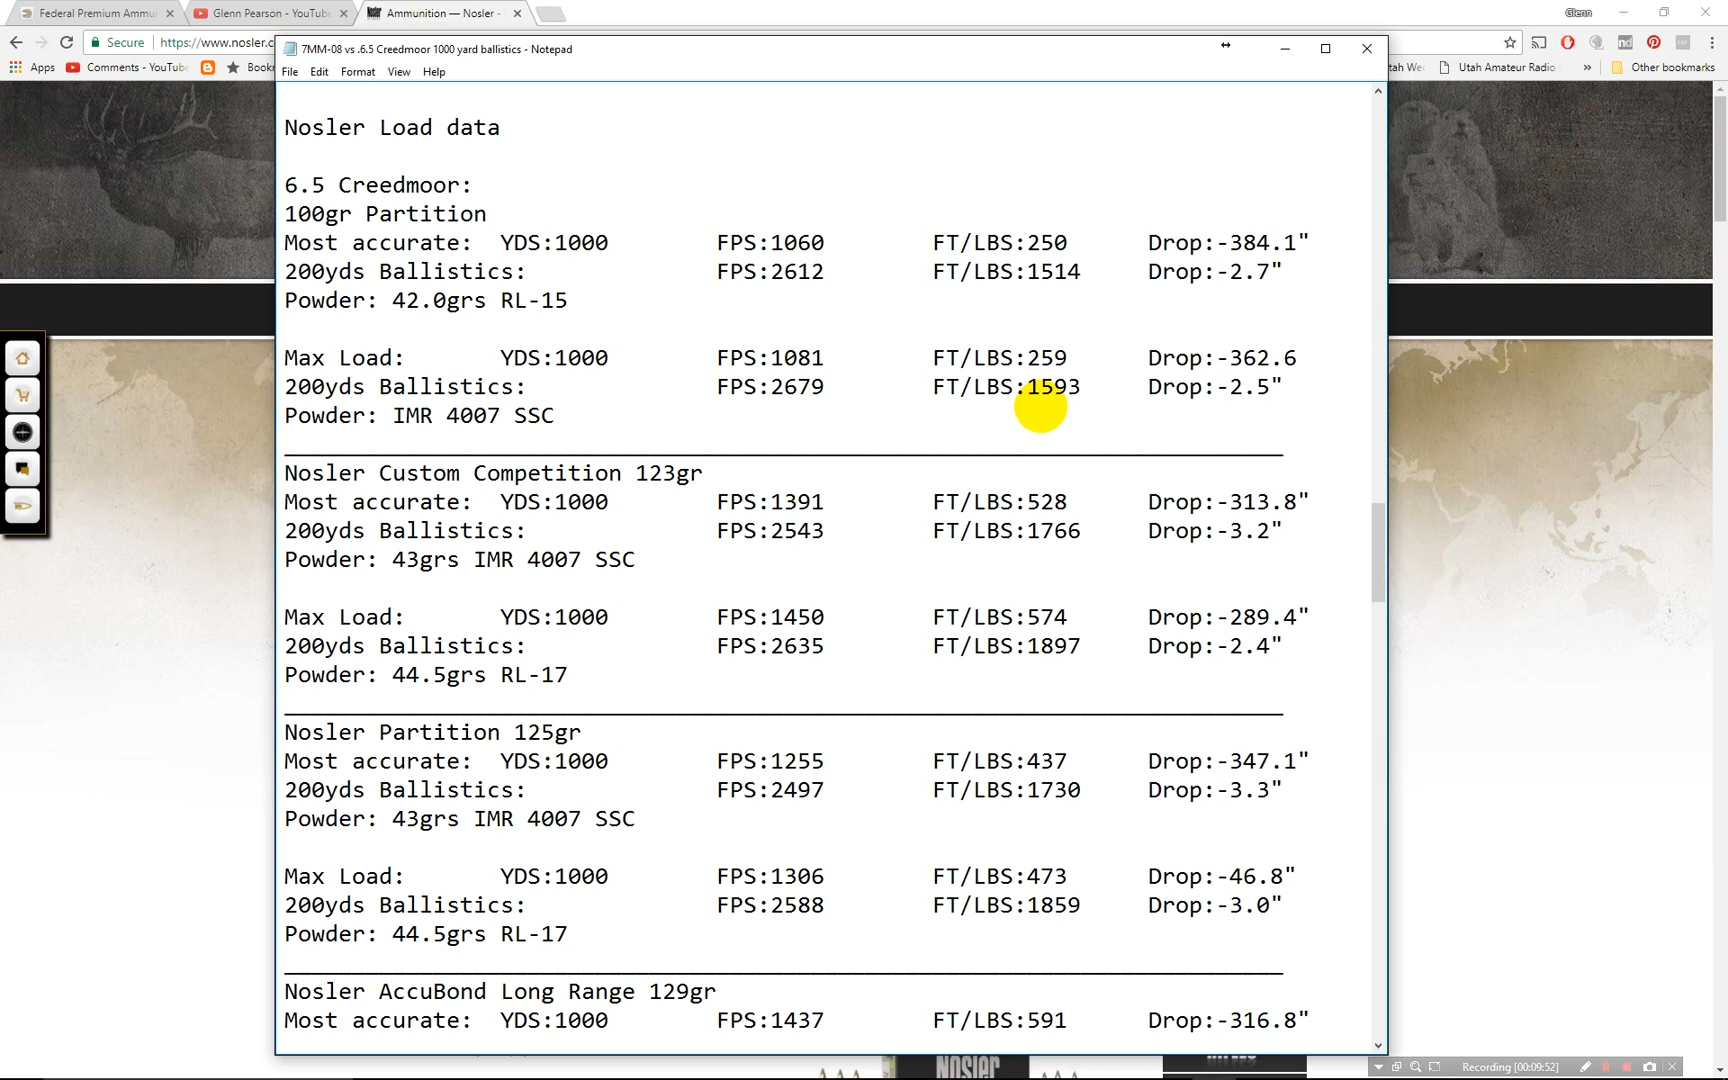 Federal Premium Ammu
Glenn Pearson - YouTube
Ammunition — Nosler -
Glenn
Secure
https://www.nosler.c
Apps
Comments - YouTube
Bookr
Utah Amateur Radio
»
Other bookmarks
7MM-08 vs .6.5 Creedmoor 1000 yard ballistics - Notepad
File Edit Format View Help
Nosler Load data
6.5 Creedmoor:
100gr Partition
Most accurate: YDS:1000 FPS:1060 FT/LBS:250 Drop:-384.1"
200yds Ballistics: FPS:2612 FT/LBS:1514 Drop:-2.7"
Powder: 42.0grs RL-15
Max Load: YDS:1000 FPS:1081 FT/LBS:259 Drop:-362.6
200yds Ballistics: FPS:2679 FT/LBS:1593 Drop:-2.5"
Powder: IMR 4007 SSC
Nosler Custom Competition 123gr
Most accurate: YDS:1000 FPS:1391 FT/LBS:528 Drop:-313.8"
200yds Ballistics: FPS:2543 FT/LBS:1766 Drop:-3.2"
Powder: 43grs IMR 4007 SSC
Max Load: YDS:1000 FPS:1450 FT/LBS:574 Drop:-289.4"
200yds Ballistics: FPS:2635 FT/LBS:1897 Drop:-2.4"
Powder: 44.5grs RL-17
Nosler Partition 125gr
Most accurate: YDS:1000 FPS:1255 FT/LBS:437 Drop:-347.1"
200yds Ballistics: FPS:2497 FT/LBS:1730 Drop:-3.3"
Powder: 43grs IMR 4007 SSC
Max Load: YDS:1000 FPS:1306 FT/LBS:473 Drop:-46.8"
200yds Ballistics: FPS:2588 FT/LBS:1859 Drop:-3.0"
Powder: 44.5grs RL-17
Nosler AccuBond Long Range 129gr
Most accurate: YDS:1000 FPS:1437 FT/LBS:591 Drop:-316.8"
Nosler
Recording [00:09:52]